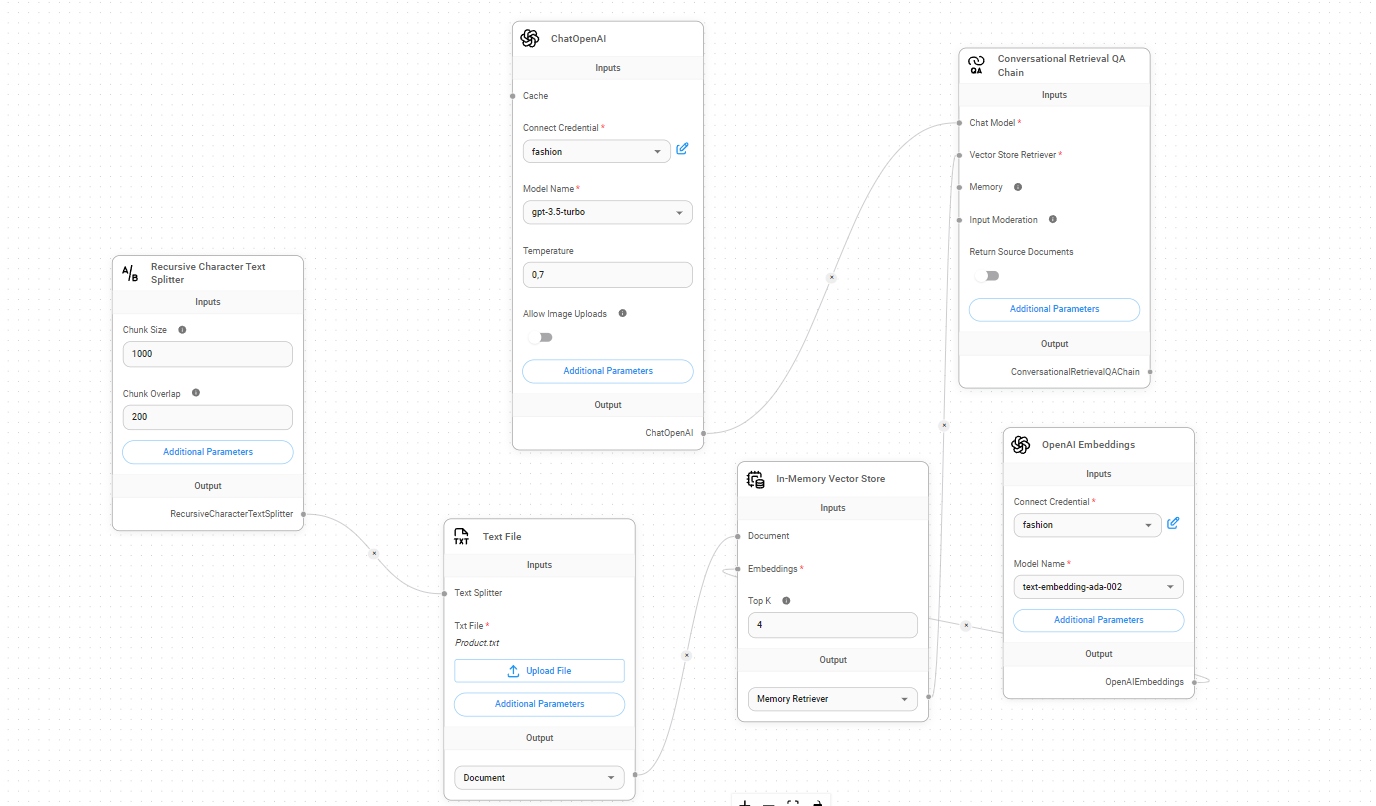 ChatOpenAI
Inputs
Cache
Connect Credential *
fashion
Model Name *
gpt-3.5-turbo
Temperature
0,7
Allow Image Uploads
Additional Parameters
Output
ChatOpenAI
Conversational Retrieval QA
Chain
QA
Inputs
Chat Model *
Vector Store Retriever *
Memory
Input Moderation
Return Source Documents
Additional Parameters
Output
ConversationalRetrievalQAChain
A/B
Recursive Character Text
Splitter
Inputs
Chunk Size
1000
Chunk Overlap
200
Additional Parameters
Output
RecursiveCharacterTextSplitter
TXT
Text File
Inputs
Text Splitter
Txt File *
Product.txt
Upload File
Additional Parameters
Output
Document
In-Memory Vector Store
Inputs
Document
Embeddings *
Top K
4
Output
Memory Retriever
OpenAI Embeddings
Inputs
Connect Credential *
fashion
Model Name *
text-embedding-ada-002
Additional Parameters
Output
OpenAIEmbeddings